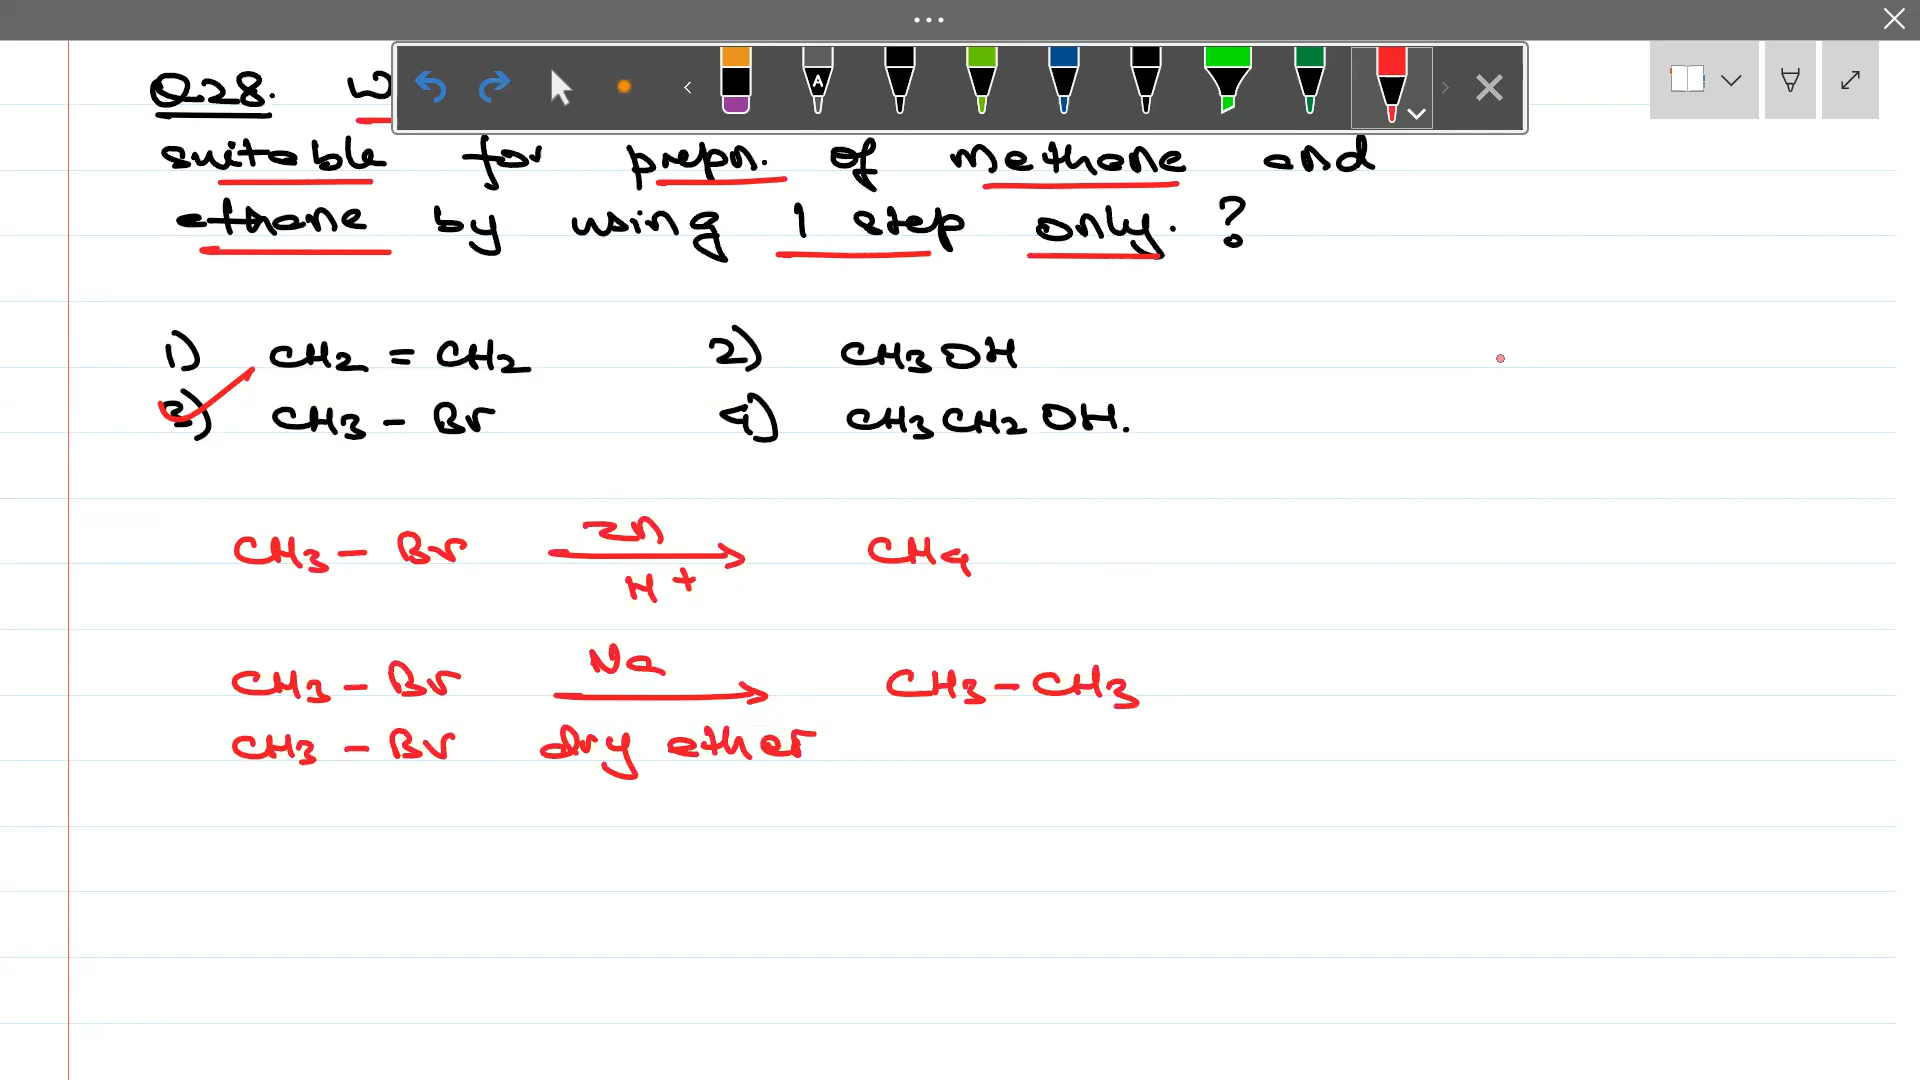 Q28.
suitable for prepn. of methane and
ethane by using 1 step only. ?
1) CH2 = CH2 2) CH3OH
3) CH3 - Br 4) CH3CH2OH.
CH3 - Br Zn H+ CH4
CH3 - Br Na CH3 - CH3
CH3 - Br dry ether